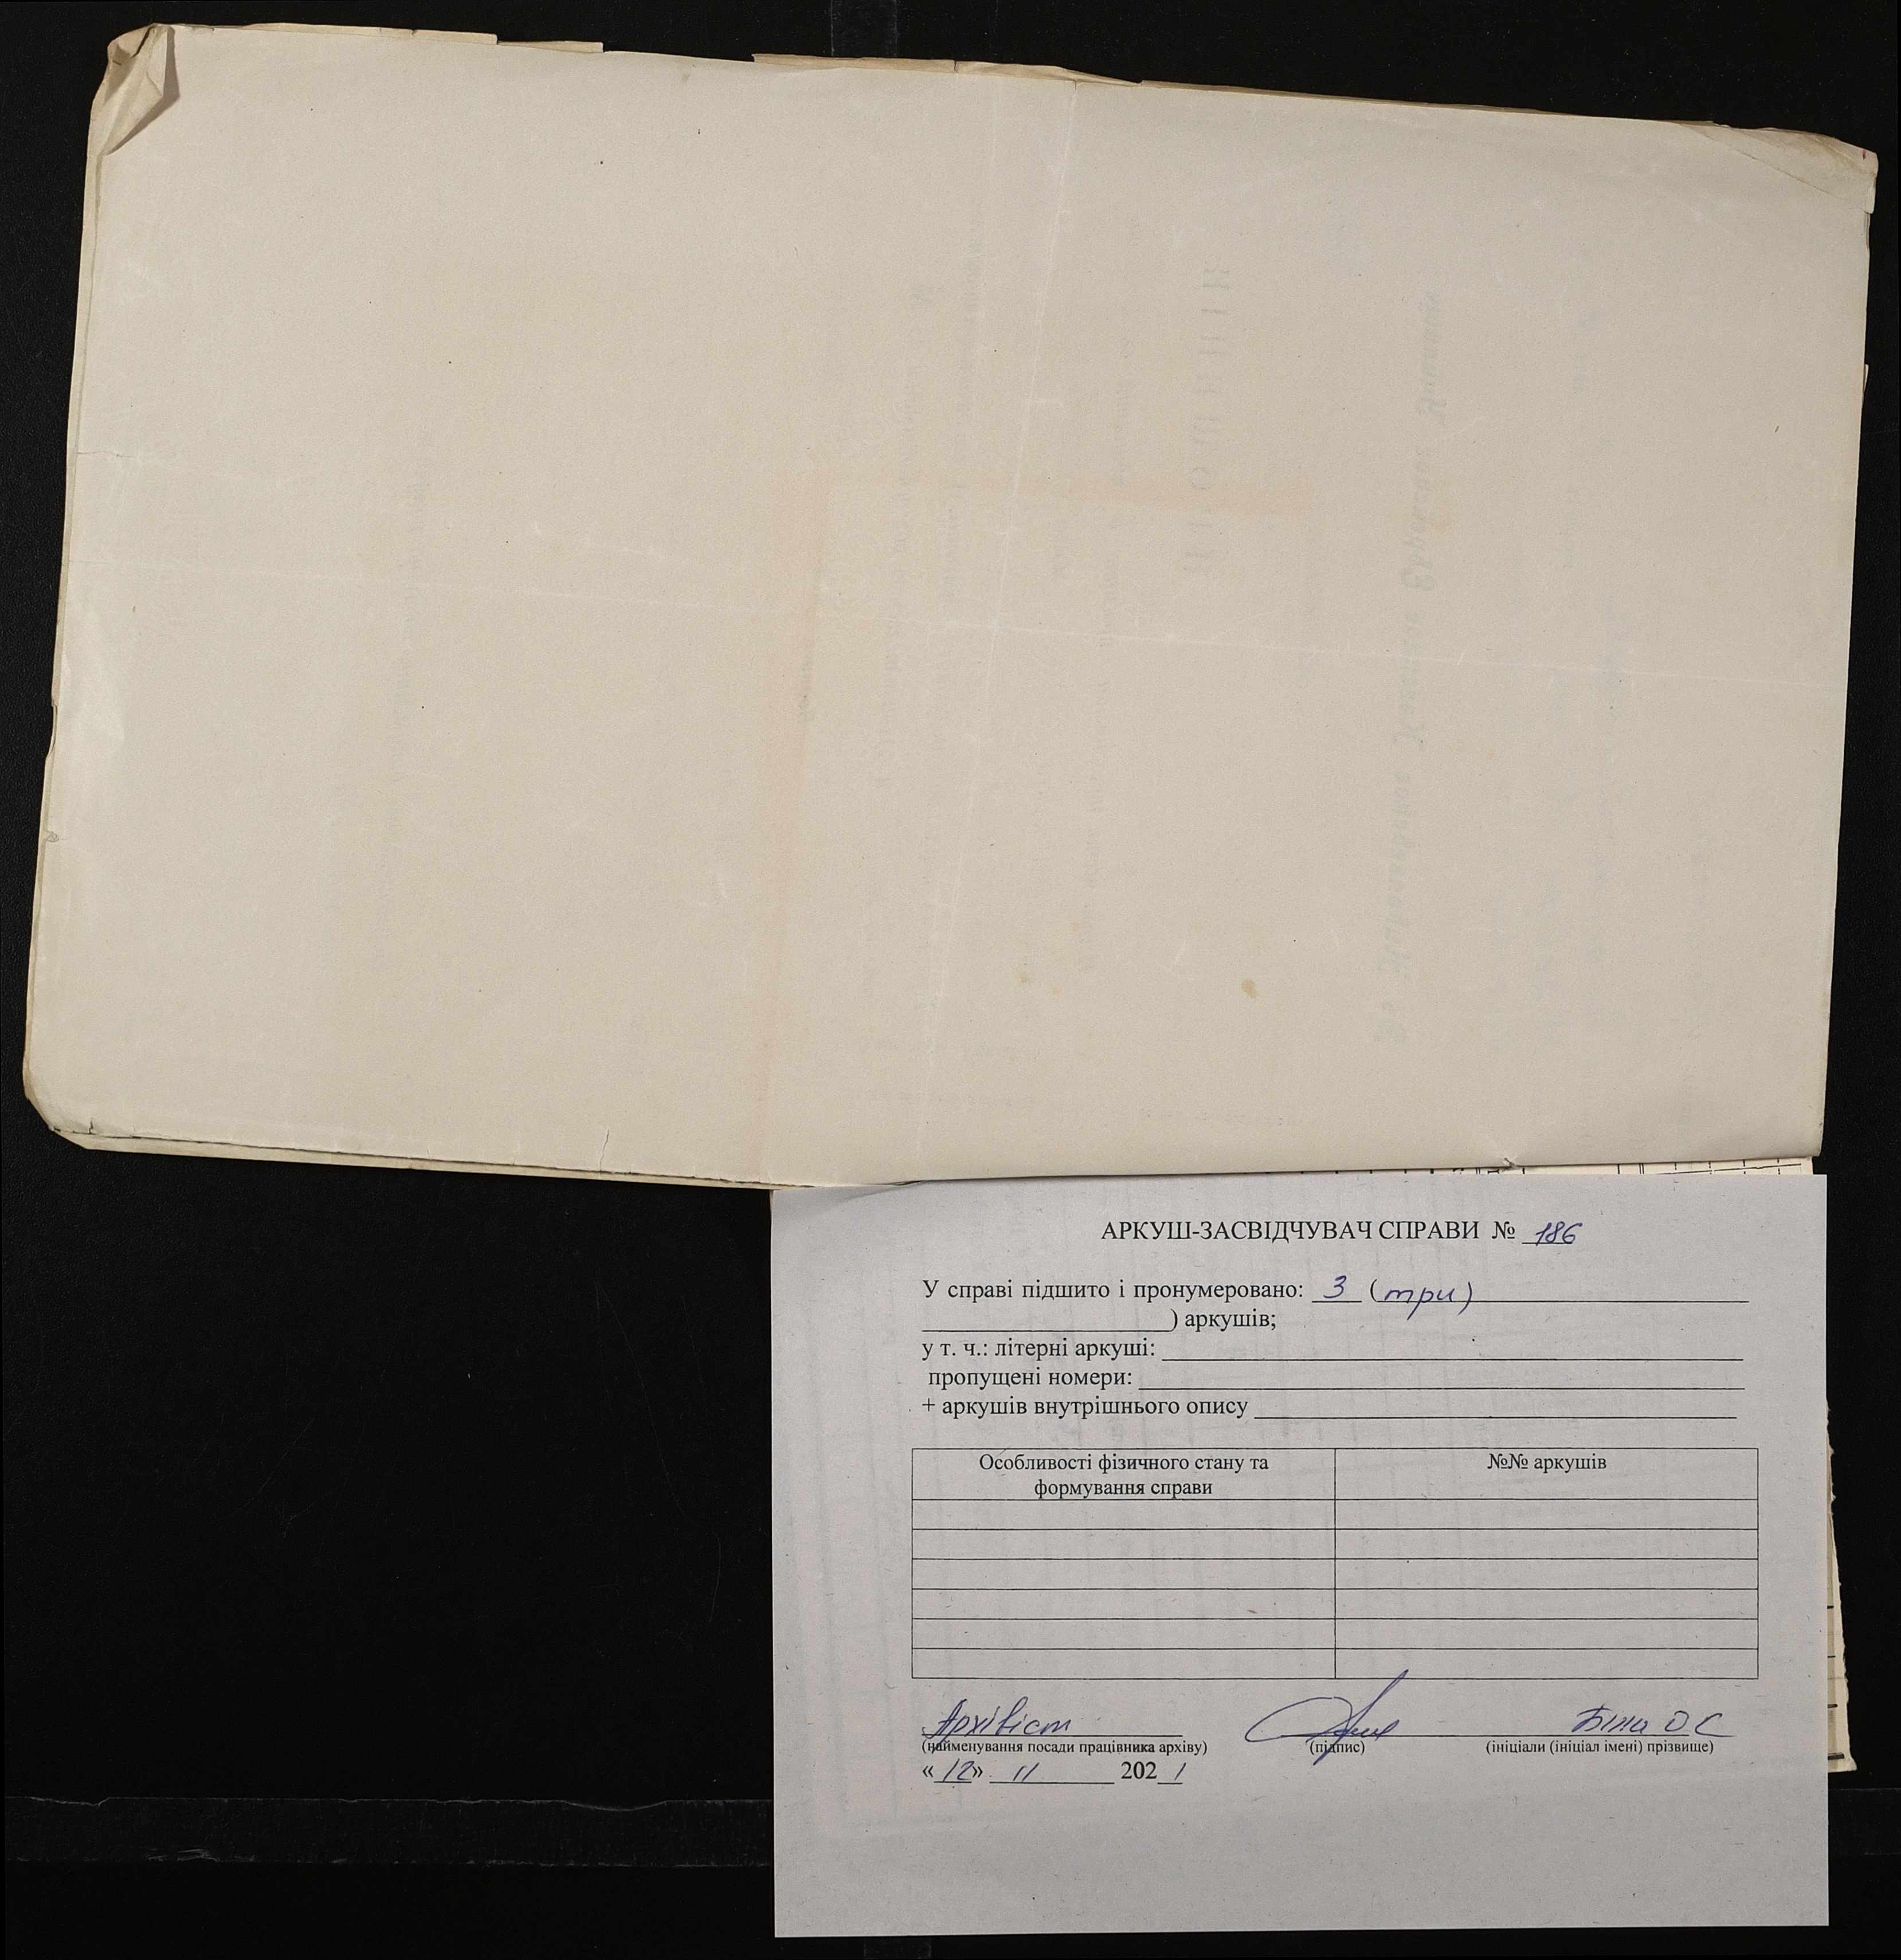 АРКУШ-ЗАСВІДЧУВАЧ СПРАВИ № 186
У справі підшито і пронумеровано: 3 (три)
) аркушів;
у т. ч.: літерні аркуші:
пропущені номери:
+ аркушів внутрішнього опису
Особливості фізичного стану та формування справи
№№ аркушів
Архівіст Біна О С
(найменування посади працівника архіву) (підпис) (ініціали (ініціал імені) прізвище)
«12» 11 2021